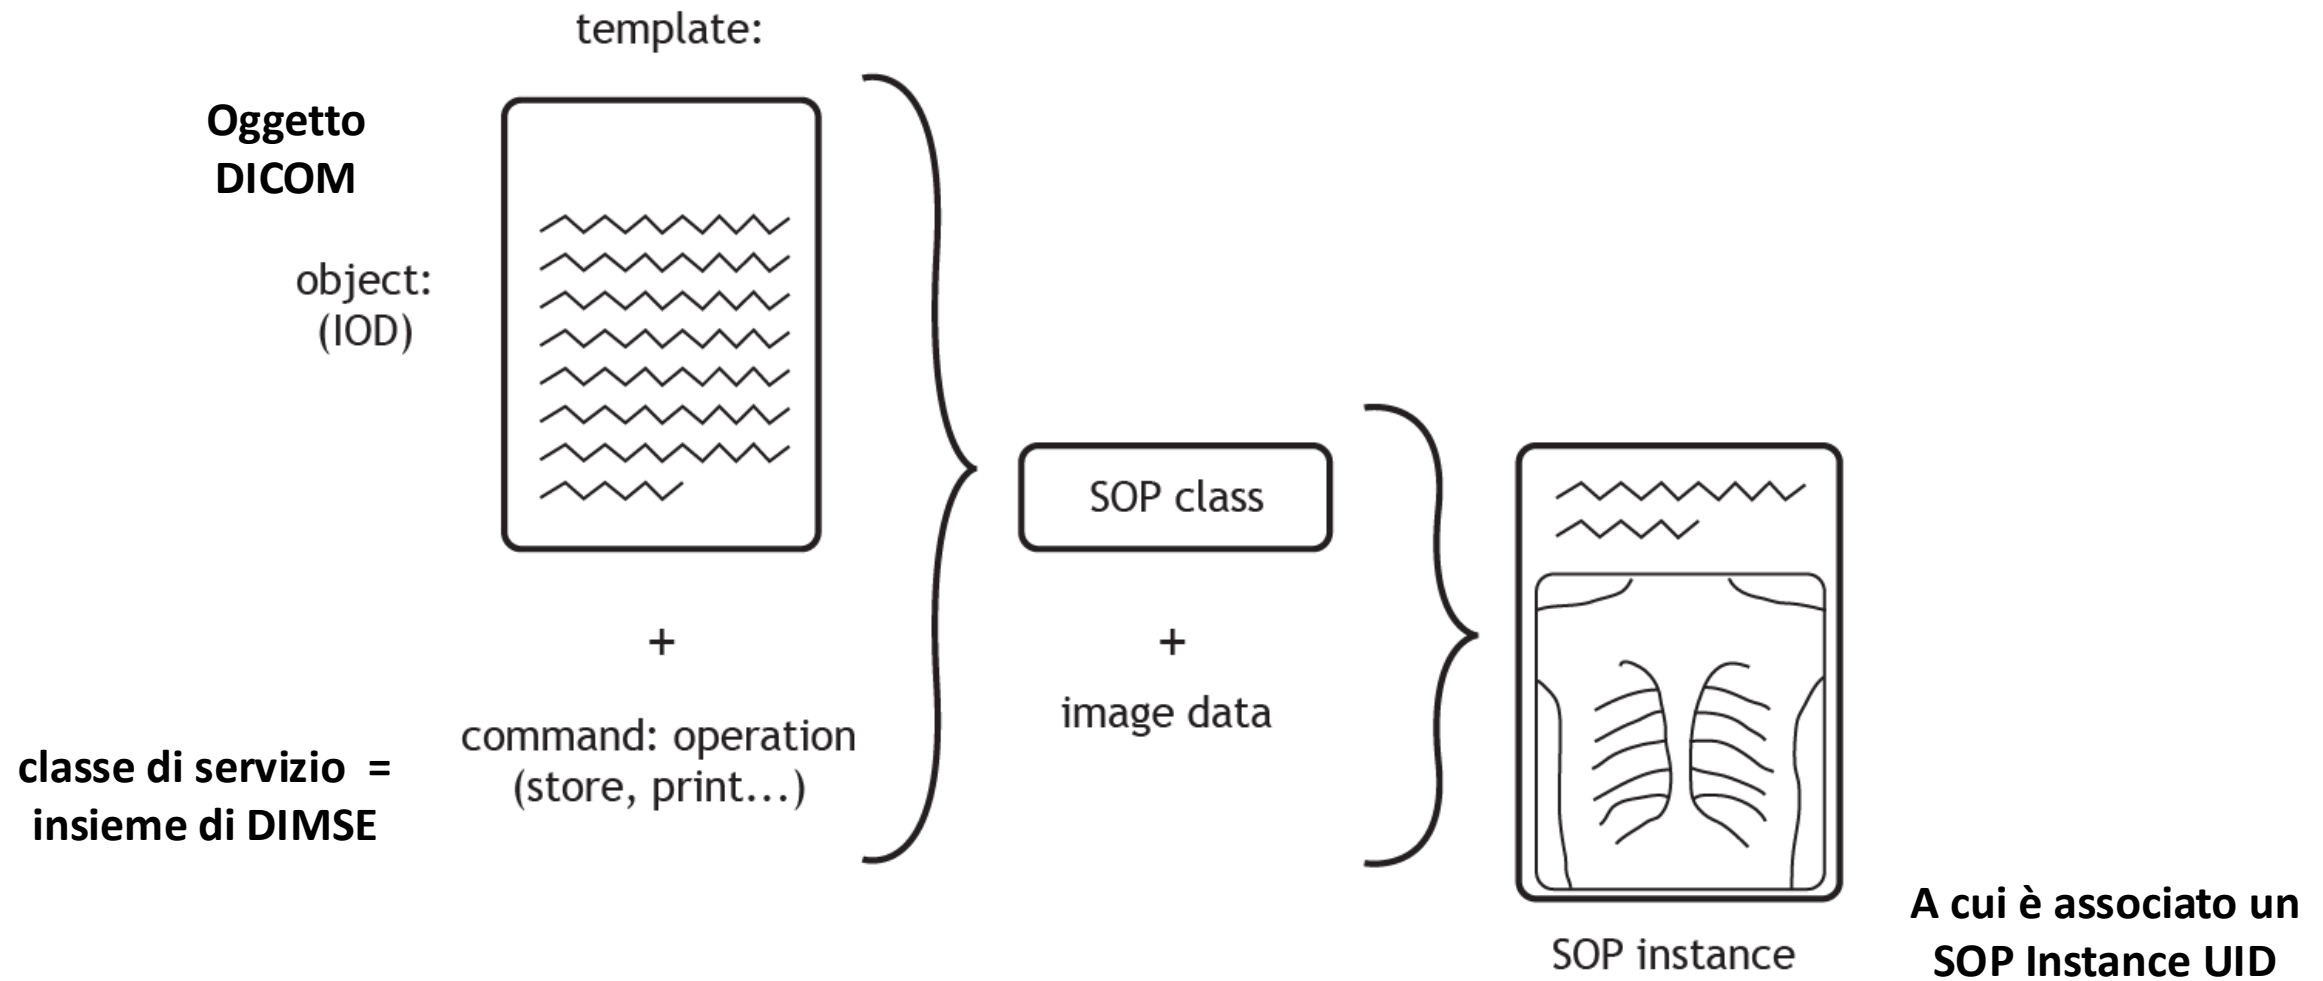 template:
Oggetto
DICOM
object:
(IOD)
+
command: operation
(store, print...)
classe di servizio  =
insieme di DIMSE
SOP class
+
image data
SOP instance
A cui è associato un
SOP Instance UID